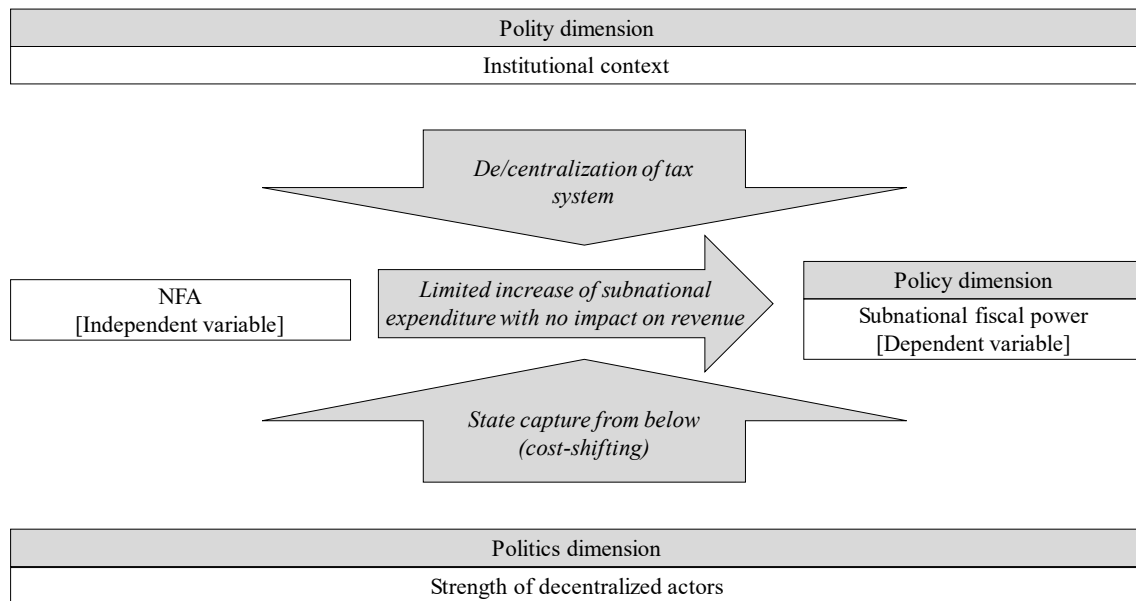 Polity dimension
Institutional context
De/centralization of tax
system
NFA
[Independent variable]
Limited increase of subnational
expenditure with no impact on revenue
Policy dimension
Subnational fiscal power
[Dependent variable]
State capture from below
(cost-shifting)
Politics dimension
Strength of decentralized actors